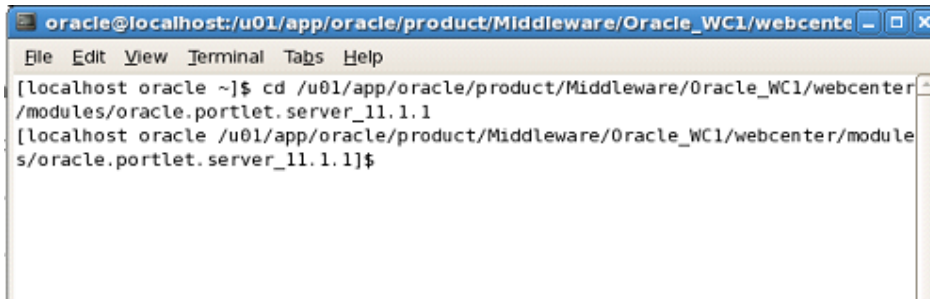 oracle@localhost:/u01/app/oracle/product/Middleware/Oracle_WC1/webcente
File Edit View Terminal Tabs Help
[localhost oracle ~]$ cd /u01/app/oracle/product/Middleware/Oracle_WC1/webcenter
/modules/oracle.portlet.server_11.1.1
[localhost oracle /u01/app/oracle/product/Middleware/Oracle_WC1/webcenter/module
s/oracle.portlet.server_11.1.1]$